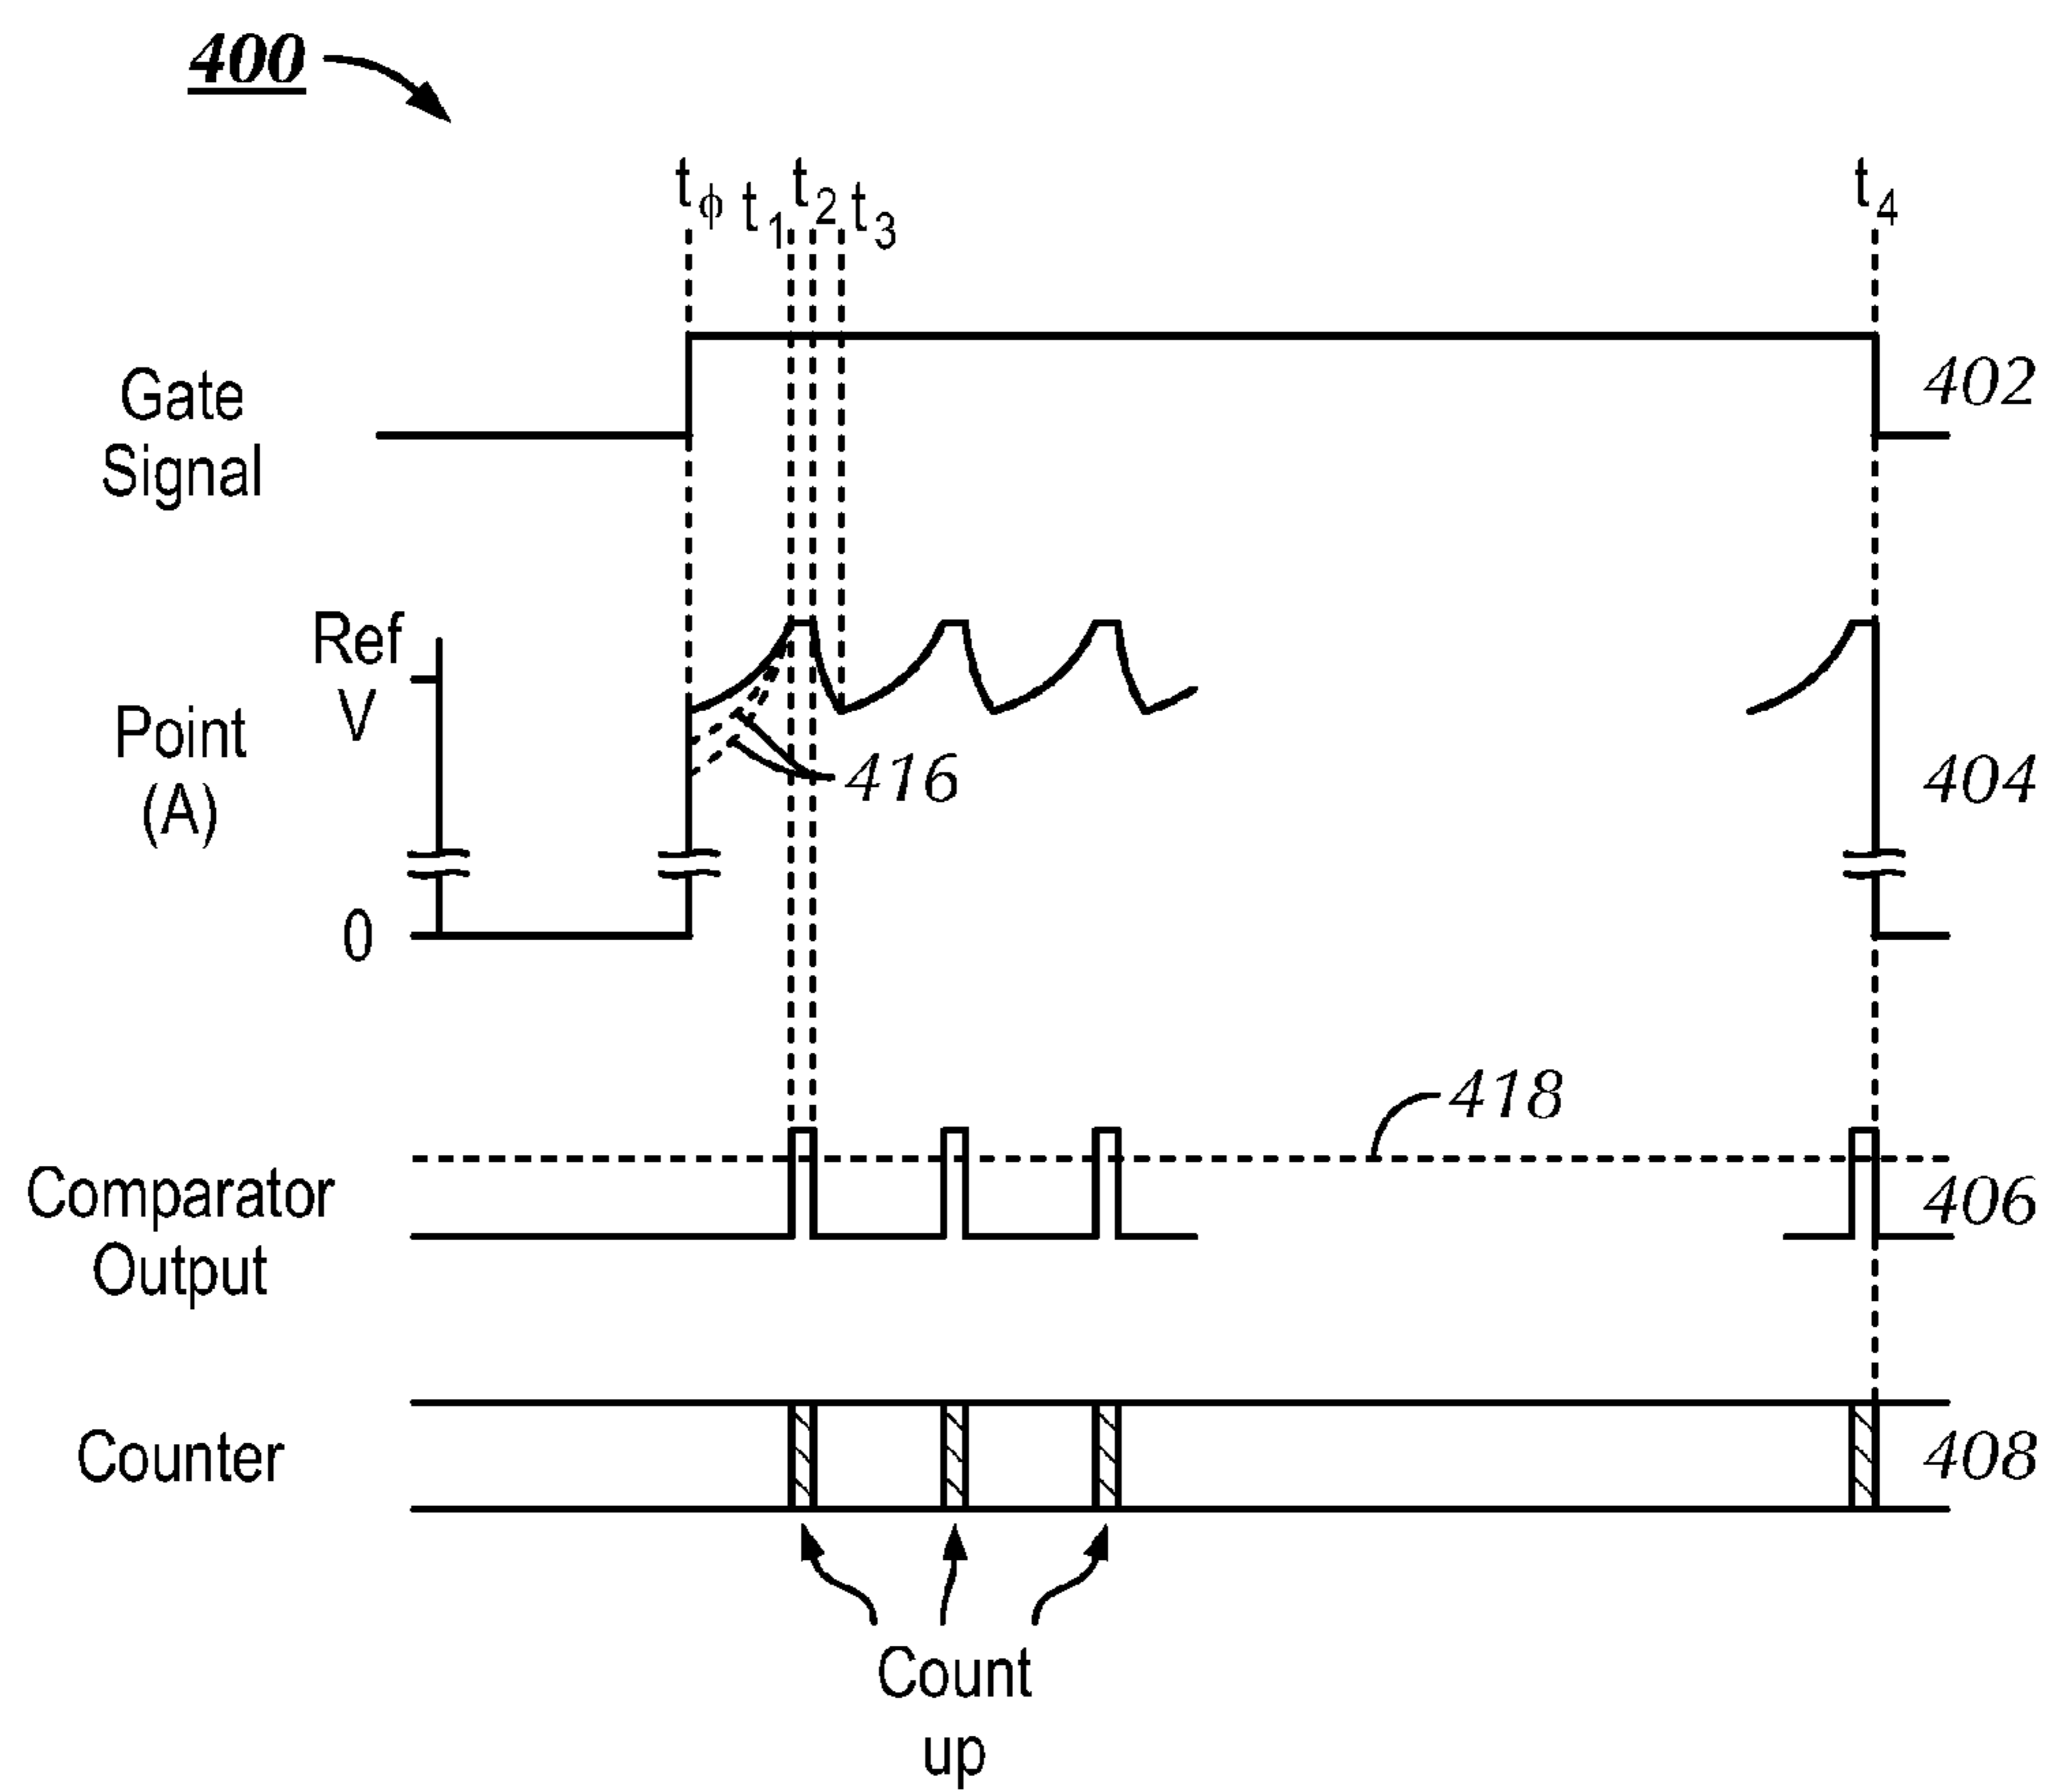 400
tϕ t1 t2 t3 t4
Gate
Signal
402
Ref
V
Point
(A)
416
404
0
418
Comparator
Output
406
Counter
408
Count
up